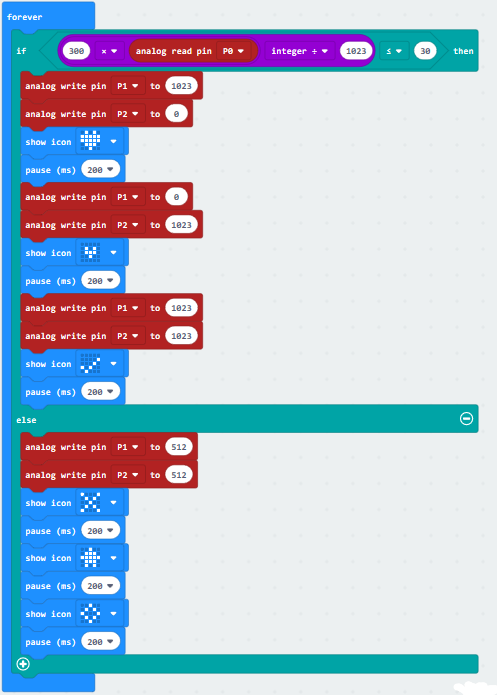 forever
if 300 × analog read pin P0 integer ÷ 1023 ≤ 30 then
analog write pin P1 to 1023
analog write pin P2 to 0
show icon
pause (ms) 200
analog write pin P1 to 0
analog write pin P2 to 1023
show icon
pause (ms) 200
analog write pin P1 to 1023
analog write pin P2 to 1023
show icon
pause (ms) 200
else
analog write pin P1 to 512
analog write pin P2 to 512
show icon
pause (ms) 200
show icon
pause (ms) 200
show icon
pause (ms) 200